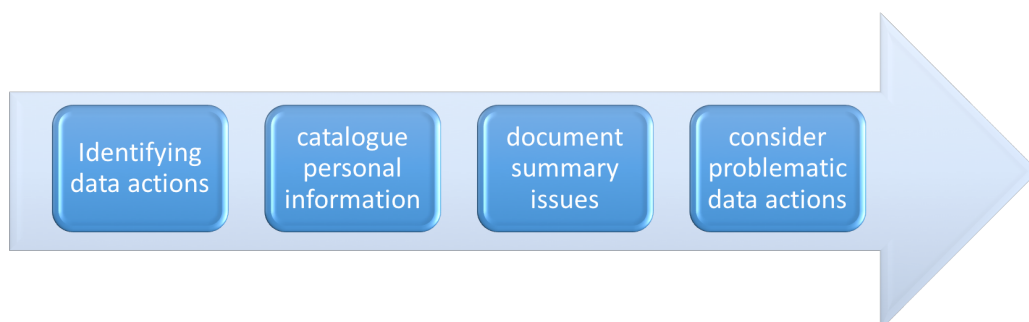 Identifying
data actions
catalogue
personal
information
document
summary
issues
consider
problematic
data actions